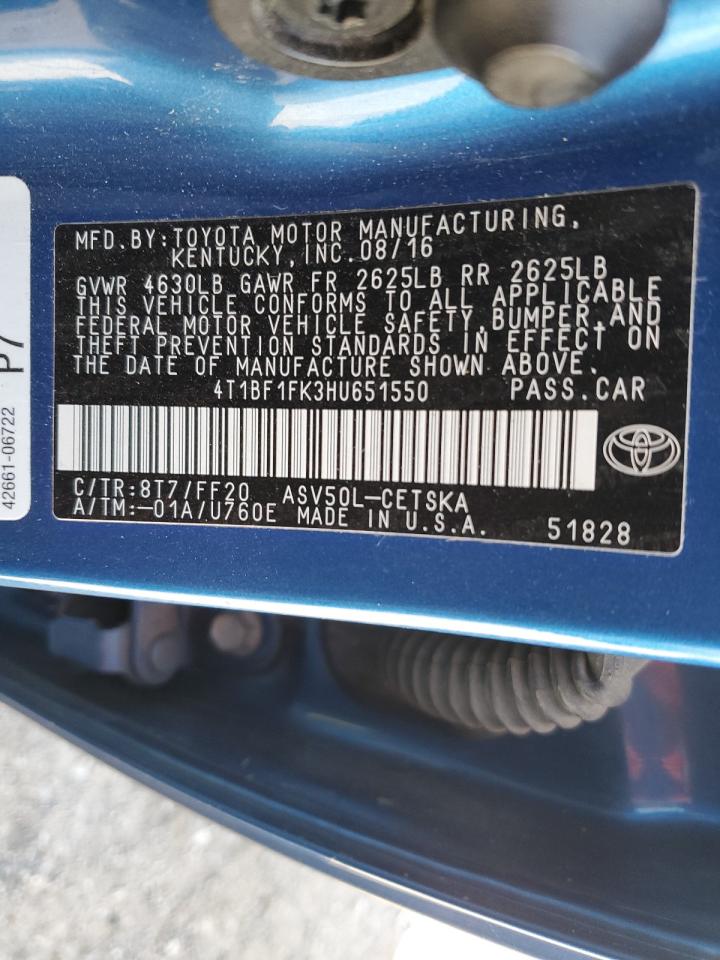 MFD.BY:TOYOTA MOTOR MANUFACTURING,
KENTUCKY,INC.08/16
GVWR 4630LB GAWR FR 2625LB RR 2625LB
THIS VEHICLE CONFORMS TO ALL APPLICABLE
FEDERAL MOTOR VEHICLE SAFETY,BUMPER,AND
THEFT PREVENTION STANDARDS IN EFFECT ON
THE DATE OF MANUFACTURE SHOWN ABOVE.
4T1BF1FK3HU651550 PASS.CAR
C/TR:8T7/FF20 ASV50L-CETSKA
A/TM:-01A/U760E MADE IN U.S.A. 51828
P7
42661-06722